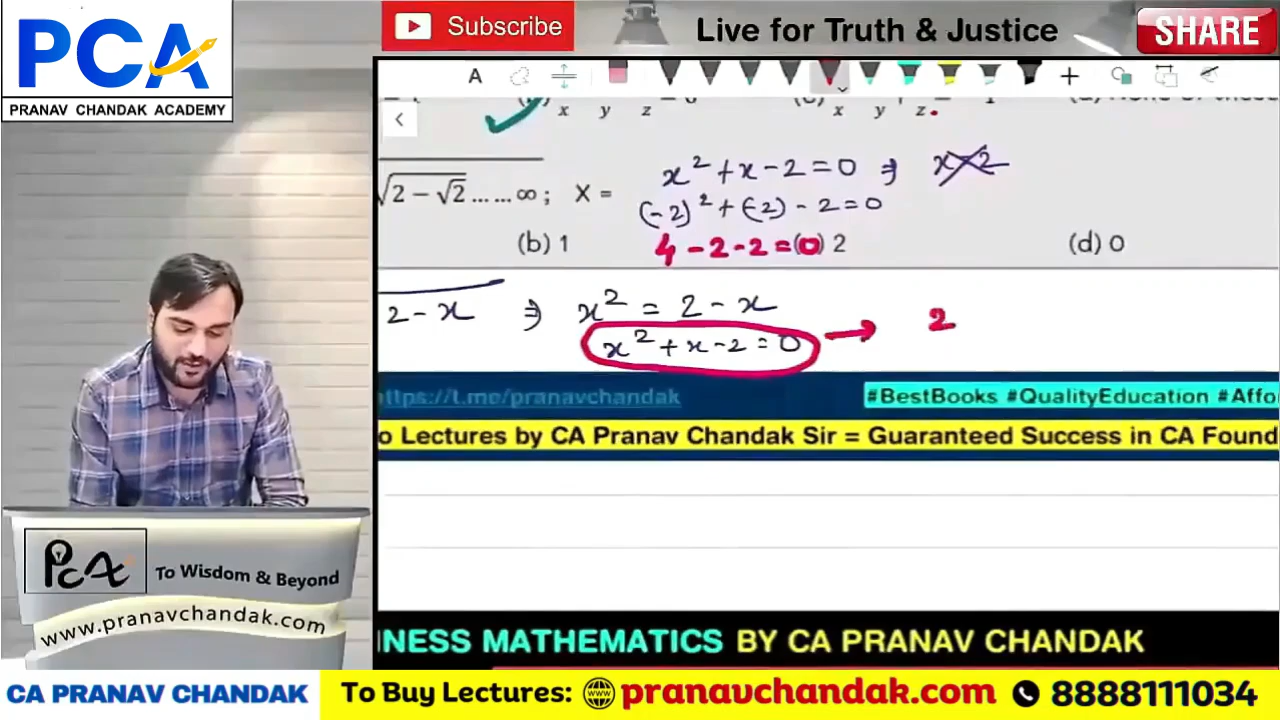 PCA
PRANAV CHANDAK ACADEMY
Subscribe
Live for Truth & Justice
SHARE
A
x y z
(c) x y + z
√2 − √2 ...... ∞ ; X =
x² + x − 2 = 0 ⇒
(−2)² + (−2) − 2 = 0
(b) 1
4 − 2 − 2 = 0
2
(d) 0
2 − x ⇒ x² = 2 − x
x² + x − 2 = 0 → 2
https://t.me/pranavchandak
#BestBooks #QualityEducation #Affo
o Lectures by CA Pranav Chandak Sir = Guaranteed Success in CA Found
PCA To Wisdom & Beyond
www.pranavchandak.com
INESS MATHEMATICS BY CA PRANAV CHANDAK
CA PRANAV CHANDAK
To Buy Lectures: pranavchandak.com 8888111034